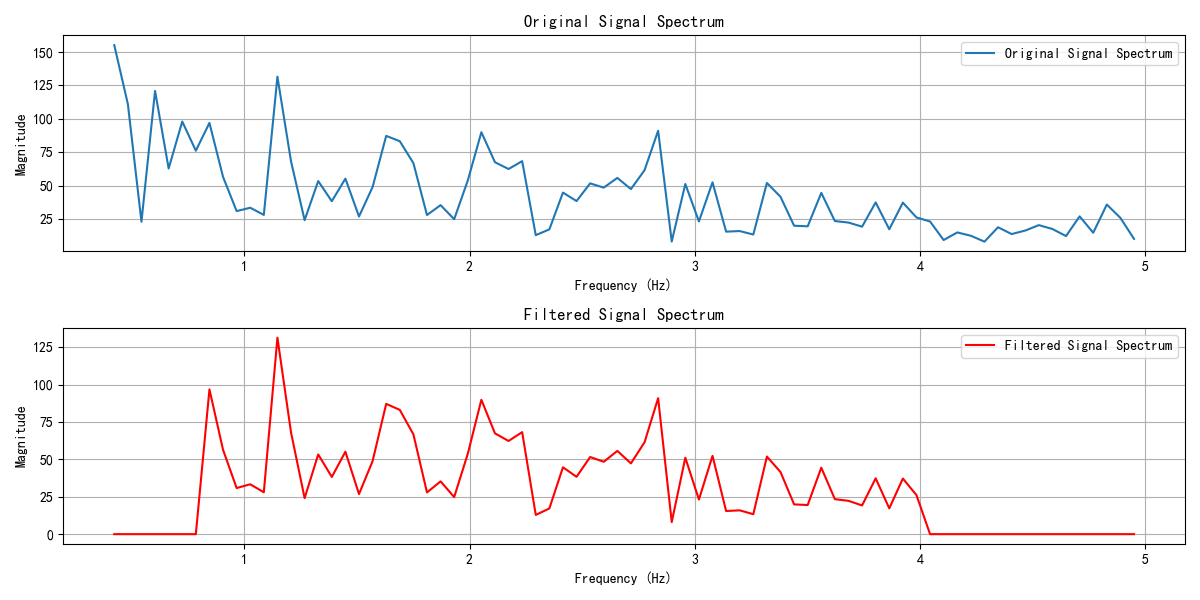 Original Signal Spectrum
Original Signal Spectrum
150
125
100
75
50
25
Magnitude
1 2 3 4 5
Frequency (Hz)
Filtered Signal Spectrum
Filtered Signal Spectrum
125
100
75
50
25
0
Magnitude
1 2 3 4 5
Frequency (Hz)